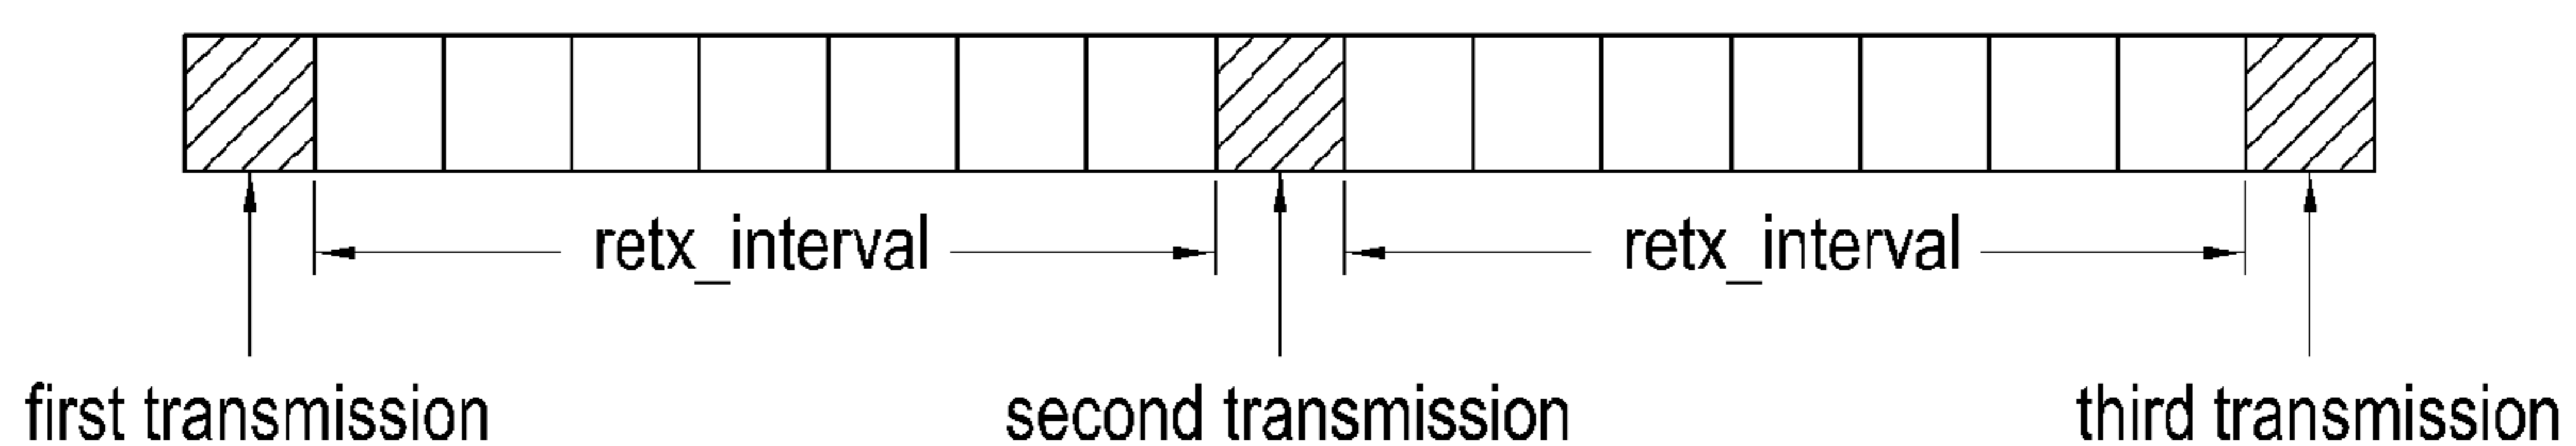 retx_interval retx_interval
first transmission second transmission third transmission